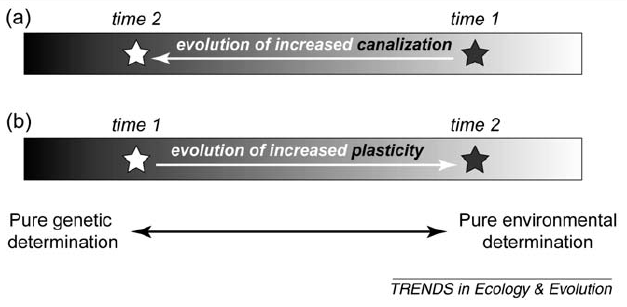 (a)
time 2
time 1
evolution of increased canalization
(b)
time 1
time 2
evolution of increased plasticity
Pure genetic
determination
Pure environmental
determination
TRENDS in Ecology & Evolution